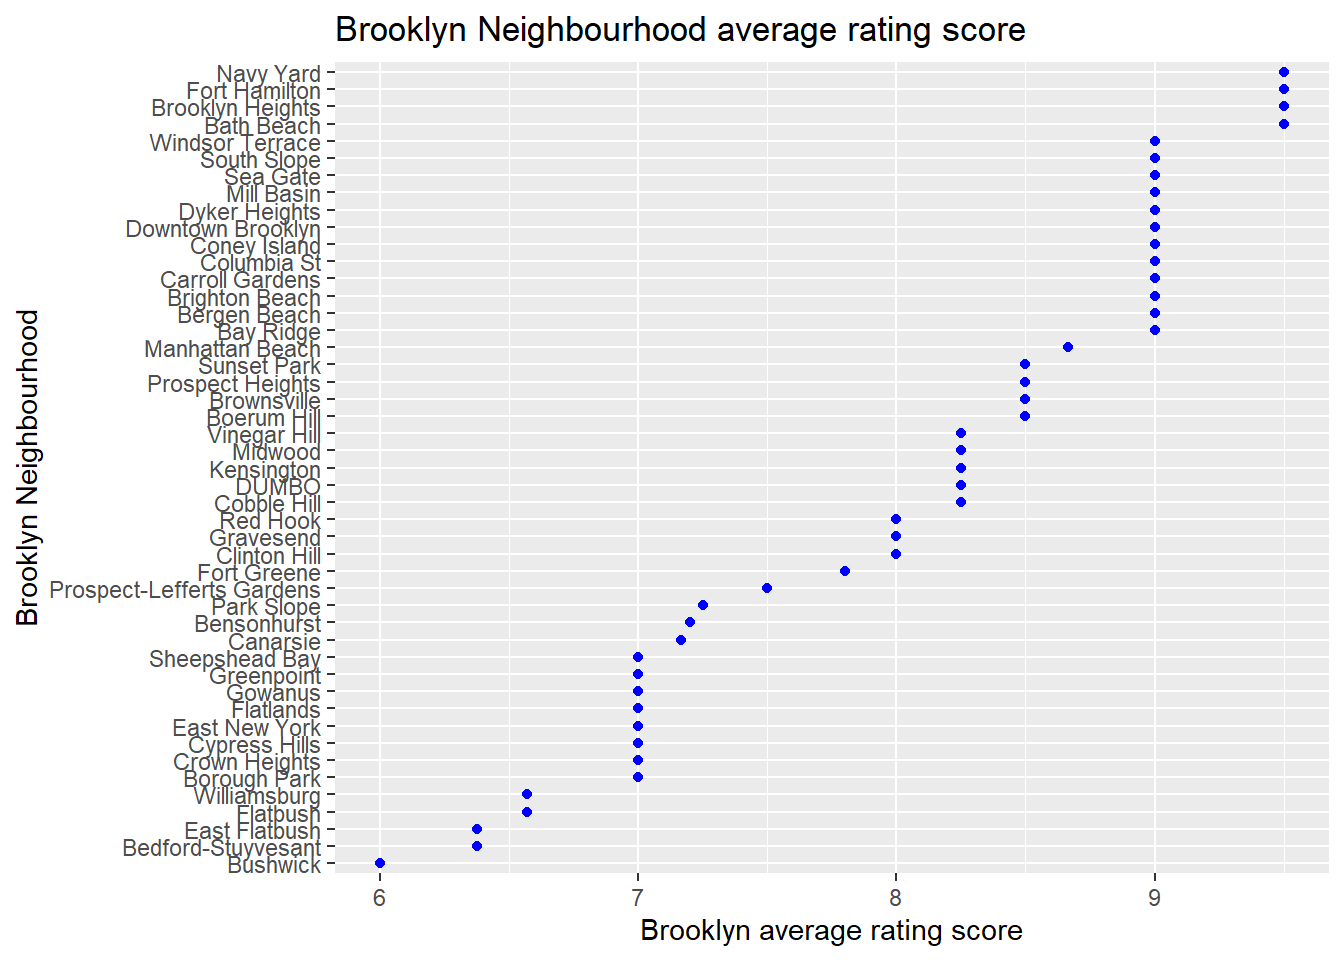 Brooklyn Neighbourhood average rating score
Navy Yard
Fort Hamilton
Brooklyn Heights
Bath Beach
Windsor Terrace
South Slope
Sea Gate
Mill Basin
Dyker Heights
Downtown Brooklyn
Coney Island
Columbia St
Carroll Gardens
Brighton Beach
Bergen Beach
Bay Ridge
Manhattan Beach
Sunset Park
Prospect Heights
Brownsville
Boerum Hill
Vinegar Hill
Midwood
Kensington
DUMBO
Cobble Hill
Red Hook
Gravesend
Clinton Hill
Fort Greene
Prospect-Lefferts Gardens
Park Slope
Bensonhurst
Canarsie
Sheepshead Bay
Greenpoint
Gowanus
Flatlands
East New York
Cypress Hills
Crown Heights
Borough Park
Williamsburg
Flatbush
East Flatbush
Bedford-Stuyvesant
Bushwick
Brooklyn Neighbourhood
6 7 8 9
Brooklyn average rating score